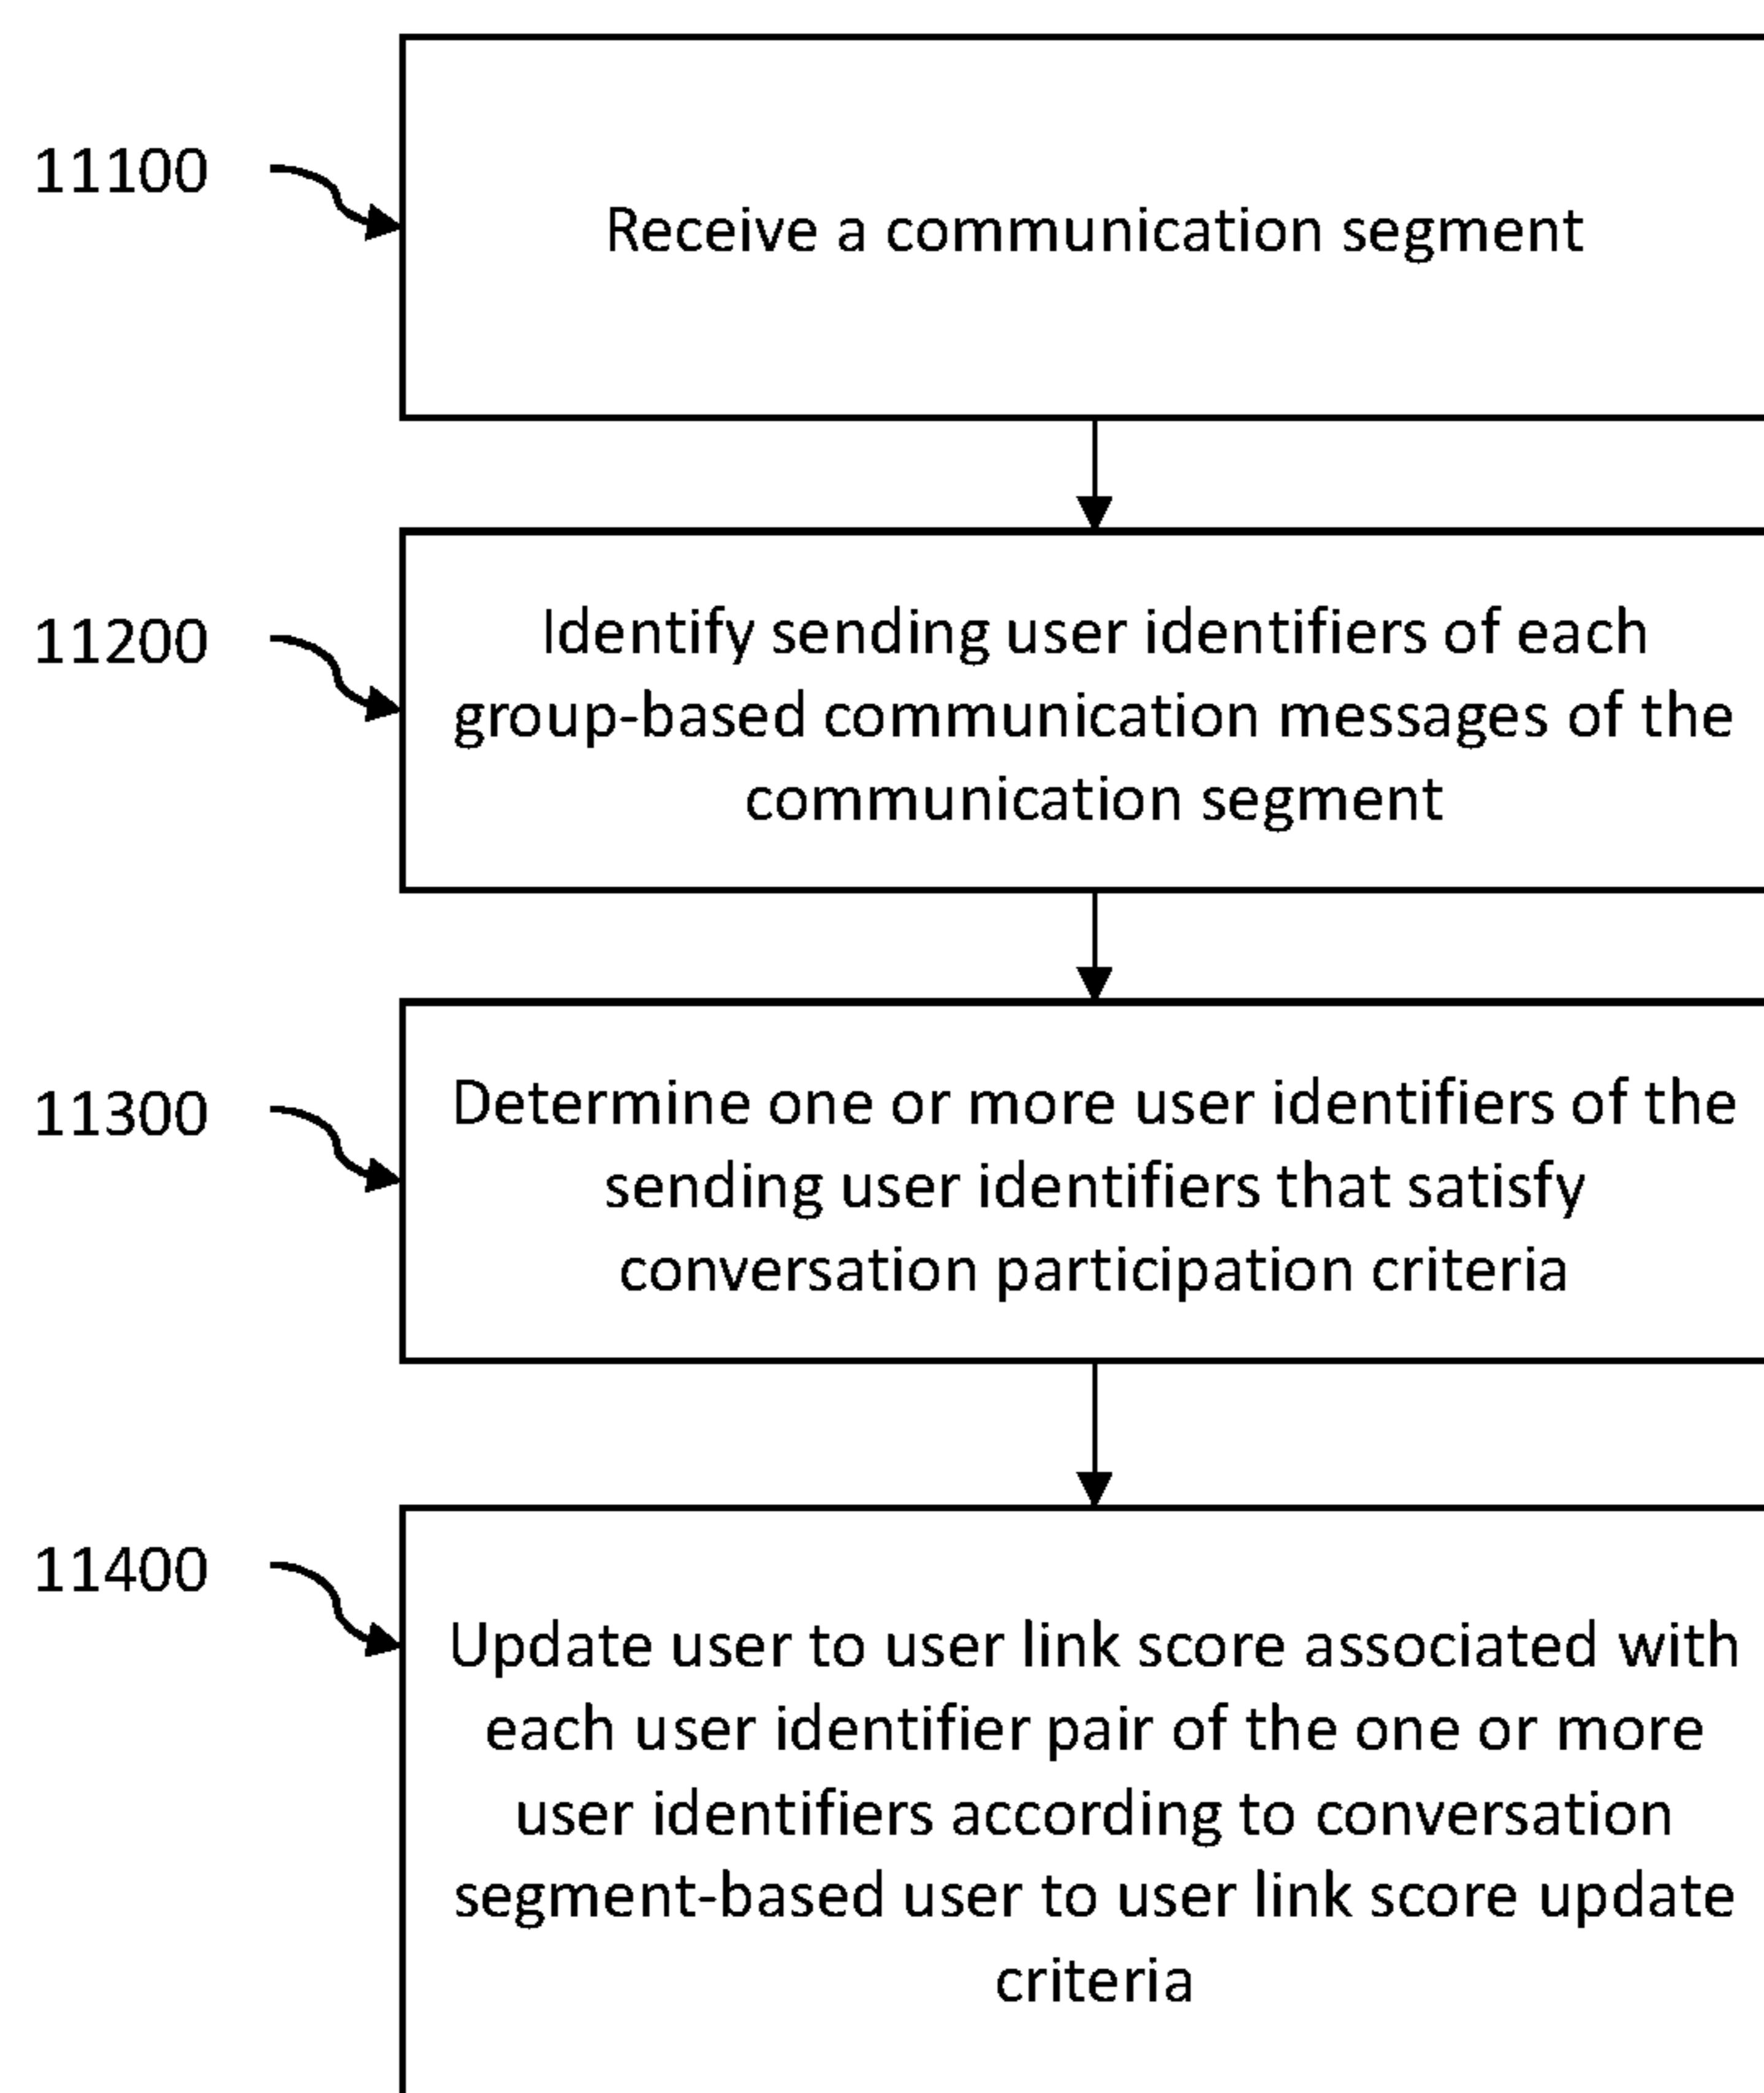 11100
Receive a communication segment
11200
Identify sending user identifiers of each
group-based communication messages of the
communication segment
11300
Determine one or more user identifiers of the
sending user identifiers that satisfy
conversation participation criteria
11400
Update user to user link score associated with
each user identifier pair of the one or more
user identifiers according to conversation
segment-based user to user link score update
criteria